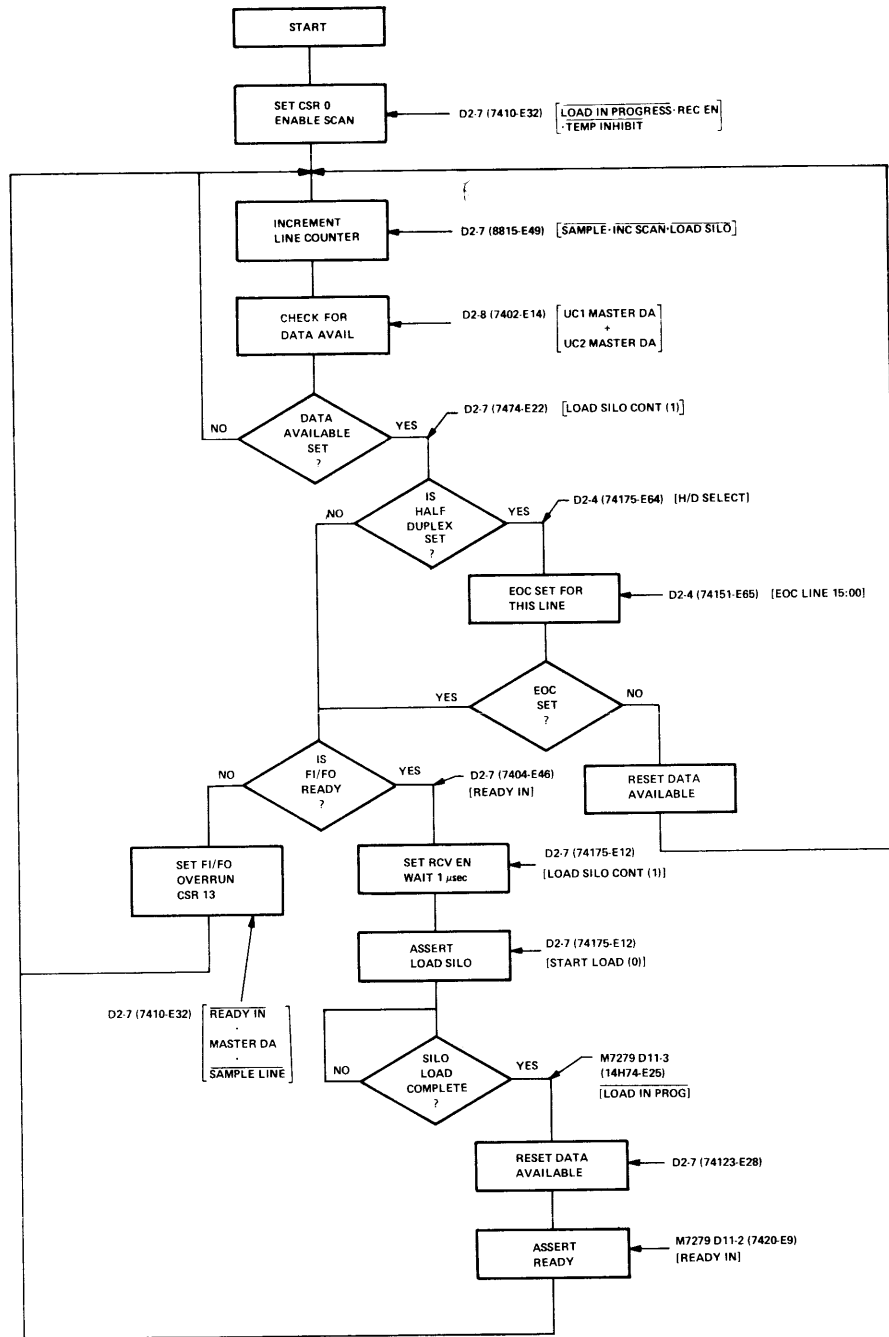 START
SET CSR 0
ENABLE SCAN
D2-7 (7410-E32)
LOAD IN PROGRESS·REC EN
·TEMP INHIBIT
INCREMENT
LINE COUNTER
D2-7 (8815-E49) [SAMPLE·INC SCAN·LOAD SILO]
CHECK FOR
DATA AVAIL
D2-8 (7402-E14)
UC1 MASTER DA
+
UC2 MASTER DA
NO
DATA
AVAILABLE
SET
?
YES
D2-7 (7474-E22) [LOAD SILO CONT (1)]
NO
IS
HALF
DUPLEX
SET
?
YES
D2-4 (74175-E64) [H/D SELECT]
EOC SET FOR
THIS LINE
D2-4 (74151-E65) [EOC LINE 15:00]
YES
EOC
SET
?
NO
RESET DATA
AVAILABLE
NO
IS
FI/FO
READY
?
YES
D2-7 (7404-E46)
[READY IN]
SET FI/FO
OVERRUN
CSR 13
SET RCV EN
WAIT 1 μsec
D2-7 (74175-E12)
[LOAD SILO CONT (1)]
ASSERT
LOAD SILO
D2-7 (74175-E12)
[START LOAD (0)]
D2-7 (7410-E32)
READY IN
·
MASTER DA
·
SAMPLE LINE
NO
SILO
LOAD
COMPLETE
?
YES
M7279 D11-3
(14H74-E25)
[LOAD IN PROG]
RESET DATA
AVAILABLE
D2-7 (74123-E28)
ASSERT
READY
M7279 D11-2 (7420-E9)
[READY IN]
11-4908